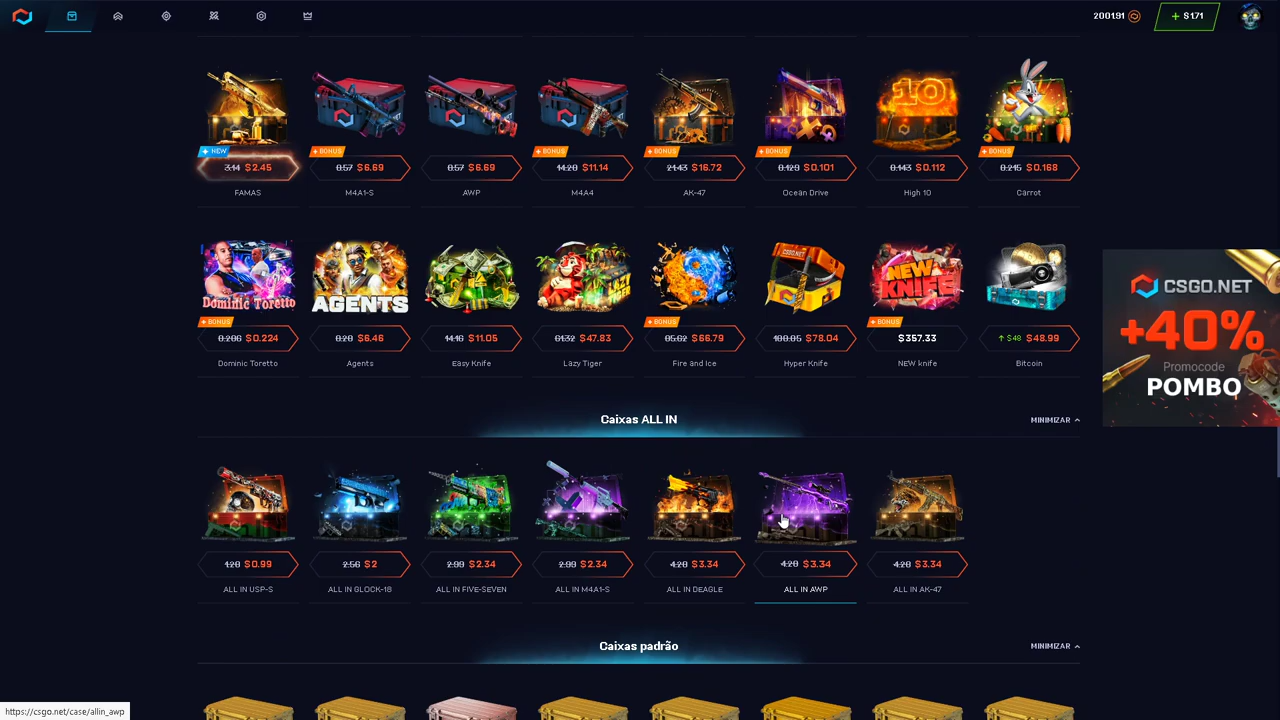 2001.91
+ $1.71
NEW
3.14 $2.45
FAMAS
+ BONUS
8.57 $6.69
M4A1-S
8.57 $6.69
AWP
+ BONUS
14.28 $11.14
M4A4
+ BONUS
21.43 $16.72
AK-47
+ BONUS
0.129 $0.101
Ocean Drive
10
0.143 $0.112
High 10
+ BONUS
0.215 $0.168
Carrot
Dominic Toretto
+ BONUS
$0.224
Dominic Toretto
AGENTS
8.28 $6.46
Agents
14.16 $11.05
Easy Knife
61.32 $47.83
Lazy Tiger
+ BONUS
85.62 $66.79
Fire and Ice
CSGO.NET
100.05 $78.04
Hyper Knife
NEW KNIFE
+ BONUS
$357.33
NEW knife
$48 $48.99
Bitcoin
CSGO.NET
+40%
Promocode
POMBO
Caixas ALL IN
MINIMIZAR
1.28 $0.99
ALL IN USP-S
2.56 $2
ALL IN GLOCK-18
2.99 $2.34
ALL IN FIVE-SEVEN
2.99 $2.34
ALL IN M4A1-S
4.28 $3.34
ALL IN DEAGLE
4.28 $3.34
ALL IN AWP
4.28 $3.34
ALL IN AK-47
Caixas padrão
MINIMIZAR
https://csgo.net/case/allin_awp